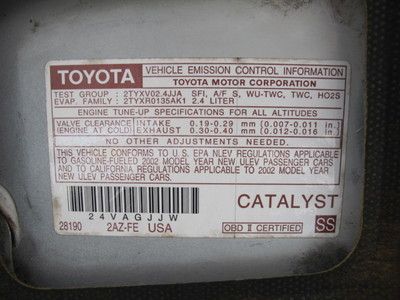 TOYOTA VEHICLE EMISSION CONTROL INFORMATION
TOYOTA MOTOR CORPORATION
TEST GROUP : 2TYXV02.4JJA SFI, A/F S, WU-TWC, TWC, HO2S
EVAP. FAMILY : 2TYXR0135AK1 2.4 LITER
ENGINE TUNE-UP SPECIFICATIONS FOR ALL ALTITUDES
VALVE CLEARANCE INTAKE 0.19-0.29 mm (0.007-0.011 in.)
(ENGINE AT COLD) EXHAUST 0.30-0.40 mm (0.012-0.016 in.)
NO OTHER ADJUSTMENTS NEEDED.
THIS VEHICLE CONFORMS TO U.S. EPA NLEV REGULATIONS APPLICABLE
TO GASOLINE-FUELED 2002 MODEL YEAR NEW ULEV PASSENGER CARS
AND TO CALIFORNIA REGULATIONS APPLICABLE TO 2002 MODEL YEAR
NEW ULEV PASSENGER CARS.
24VAGJJW
CATALYST
28190 2AZ-FE USA
OBD II CERTIFIED SS